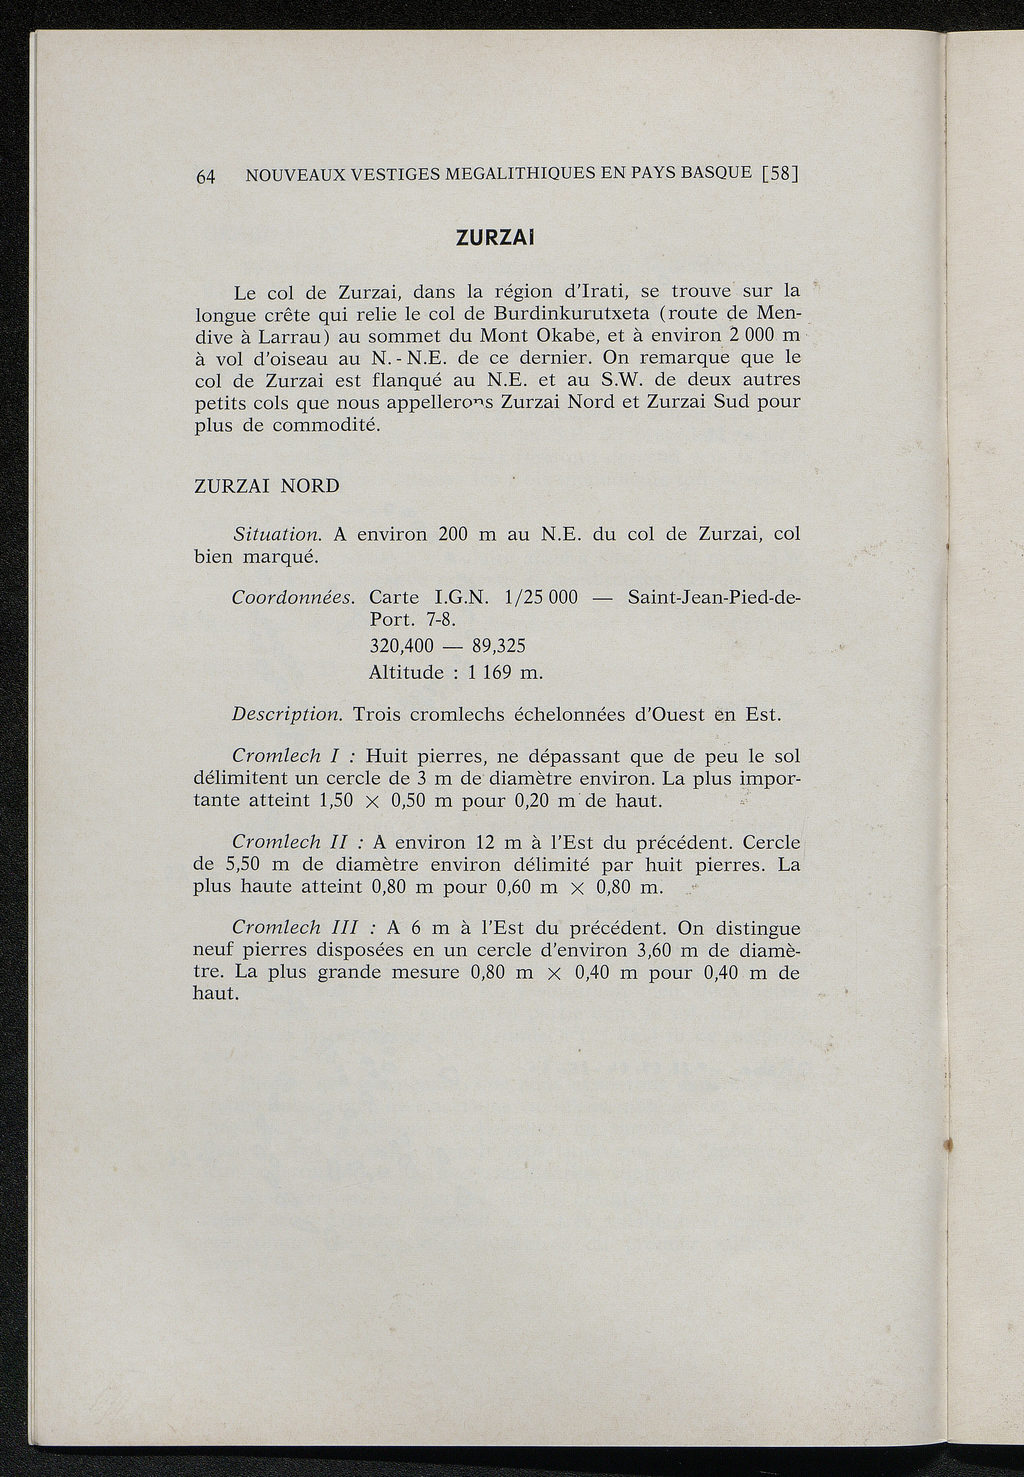 64 NOUVEAUX VESTIGES MEGALITHIQUES EN PAYS BASQUE [58]
ZURZAI
Le col de Zurzai, dans la région d'Irati, se trouve sur la
longue crête qui relie le col de Burdinkurutxeta (route de Men-
dive à Larrau) au sommet du Mont Okabe, et à environ 2 000 m
à vol d'oiseau au N. - N.E. de ce dernier. On remarque que le
col de Zurzai est flanqué au N.E. et au S.W. de deux autres
petits cols que nous appellerons Zurzai Nord et Zurzai Sud pour
plus de commodité.
ZURZAI NORD
Situation. A environ 200 m au N.E. du col de Zurzai, col
bien marqué.
Coordonnées. Carte I.G.N. 1/25 000 — Saint-Jean-Pied-de-
Port. 7-8.
320,400 — 89,325
Altitude : 1 169 m.
Description. Trois cromlechs échelonnées d'Ouest en Est.
Cromlech I : Huit pierres, ne dépassant que de peu le sol
délimitent un cercle de 3 m de diamètre environ. La plus impor-
tante atteint 1,50 × 0,50 m pour 0,20 m de haut.
Cromlech II : A environ 12 m à l'Est du précédent. Cercle
de 5,50 m de diamètre environ délimité par huit pierres. La
plus haute atteint 0,80 m pour 0,60 m × 0,80 m.
Cromlech III : A 6 m à l'Est du précédent. On distingue
neuf pierres disposées en un cercle d'environ 3,60 m de diamè-
tre. La plus grande mesure 0,80 m × 0,40 m pour 0,40 m de
haut.